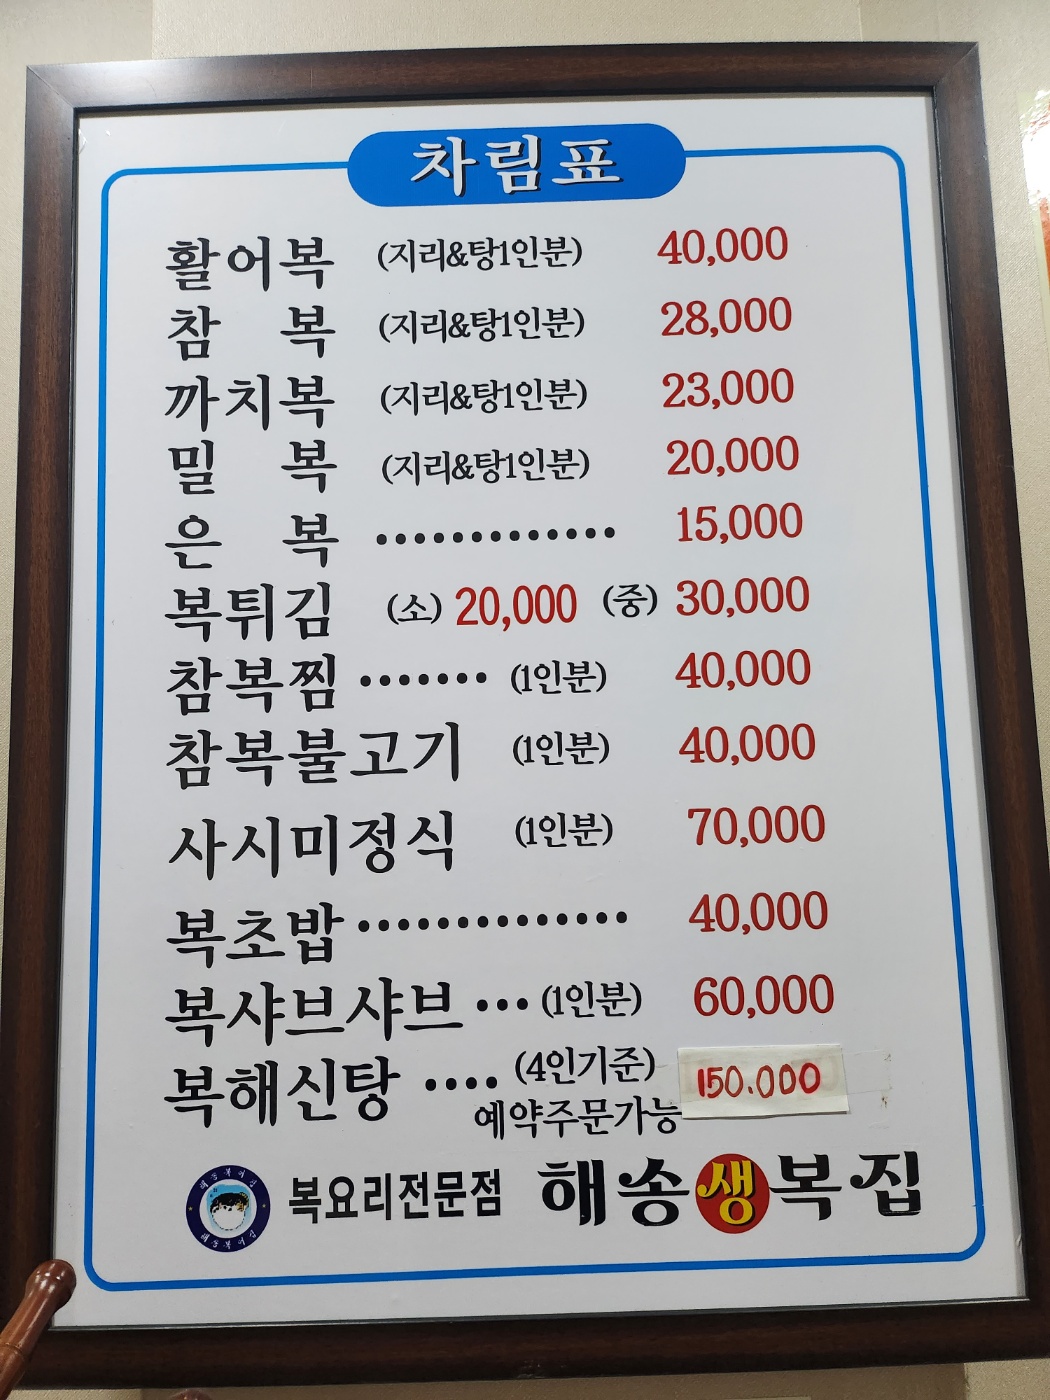 차림표
활어복 (지리&탕1인분) 40,000
참 복 (지리&탕1인분) 28,000
까치복 (지리&탕1인분) 23,000
밀 복 (지리&탕1인분) 20,000
은 복 ············· 15,000
복튀김 (소) 20,000 (중) 30,000
참복찜 ······· (1인분) 40,000
참복불고기 (1인분) 40,000
사시미정식 (1인분) 70,000
복초밥 ·············· 40,000
복샤브샤브 ··· (1인분) 60,000
복해신탕 ···· (4인기준) 150.000
예약주문가능
복요리전문점 해송생복집